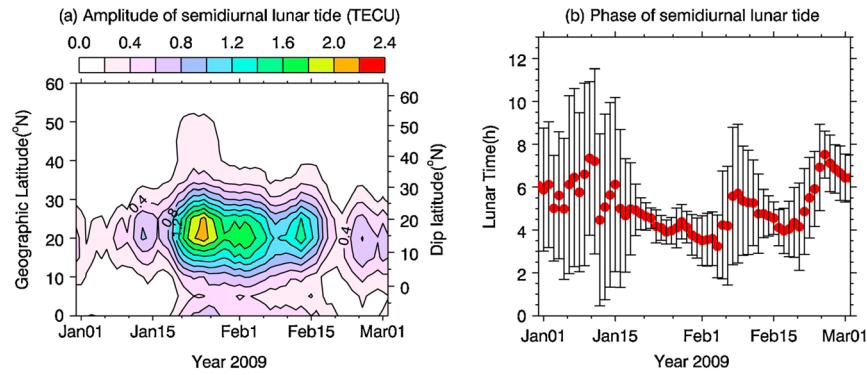 (a) Amplitude of semidiurnal lunar tide (TECU)
0.0 0.4 0.8 1.2 1.6 2.0 2.4
60
50
40
30
20
10
0
Geographic Latitude(°N)
0.4
0.8
1.2
0.4
60
50
40
30
20
10
0
Dip latitude(°N)
Jan01 Jan15 Feb1 Feb15 Mar01
Year 2009
(b) Phase of semidiurnal lunar tide
12
10
8
6
4
2
0
Lunar Time(h)
Jan01 Jan15 Feb1 Feb15 Mar01
Year 2009